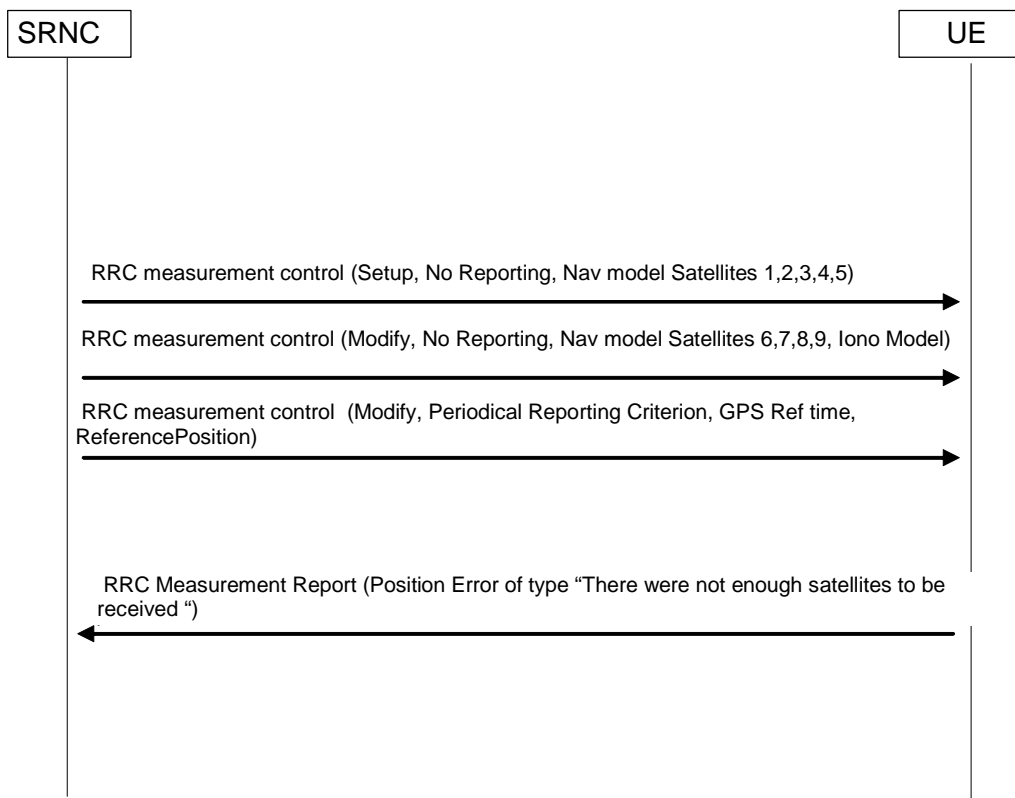 SRNC
UE
RRC measurement control (Setup, No Reporting, Nav model Satellites 1,2,3,4,5)
RRC measurement control (Modify, No Reporting, Nav model Satellites 6,7,8,9, Iono Model)
RRC measurement control (Modify, Periodical Reporting Criterion, GPS Ref time,
ReferencePosition)
RRC Measurement Report (Position Error of type “There were not enough satellites to be
received “)